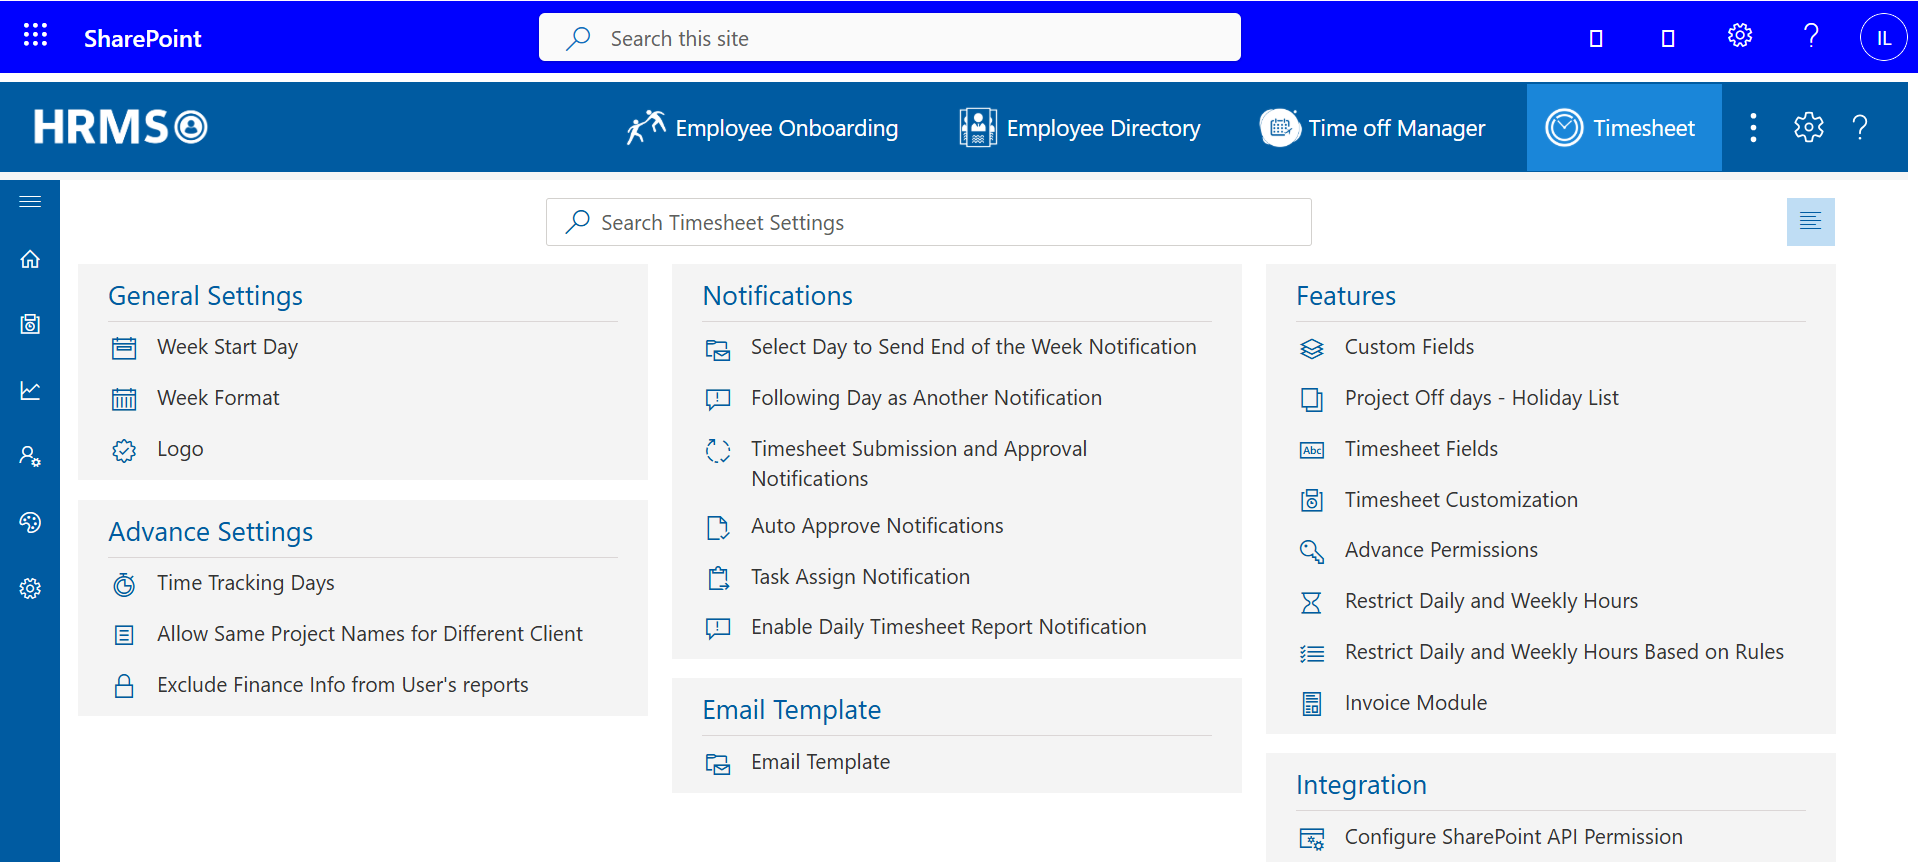 SharePoint
Search this site
IL
HRMS
Employee Onboarding
Employee Directory
Time off Manager
Timesheet
Search Timesheet Settings
General Settings
Week Start Day
Week Format
Logo
Advance Settings
Time Tracking Days
Allow Same Project Names for Different Client
Exclude Finance Info from User's reports
Notifications
Select Day to Send End of the Week Notification
Following Day as Another Notification
Timesheet Submission and Approval
Notifications
Auto Approve Notifications
Task Assign Notification
Enable Daily Timesheet Report Notification
Email Template
Email Template
Features
Custom Fields
Project Off days - Holiday List
Abc
Timesheet Fields
Timesheet Customization
Advance Permissions
Restrict Daily and Weekly Hours
Restrict Daily and Weekly Hours Based on Rules
Invoice Module
Integration
Configure SharePoint API Permission